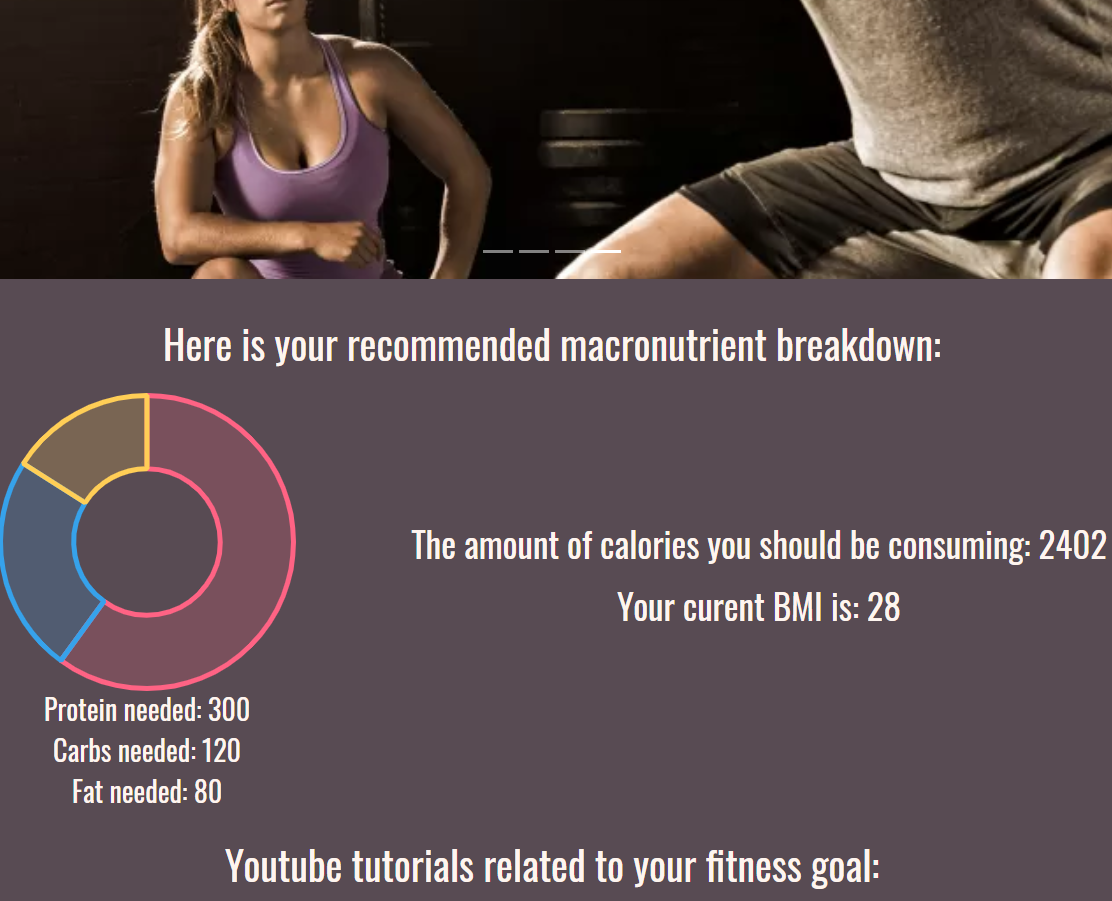 Here is your recommended macronutrient breakdown:
The amount of calories you should be consuming: 2402
Your curent BMI is: 28
Protein needed: 300
Carbs needed: 120
Fat needed: 80
Youtube tutorials related to your fitness goal: